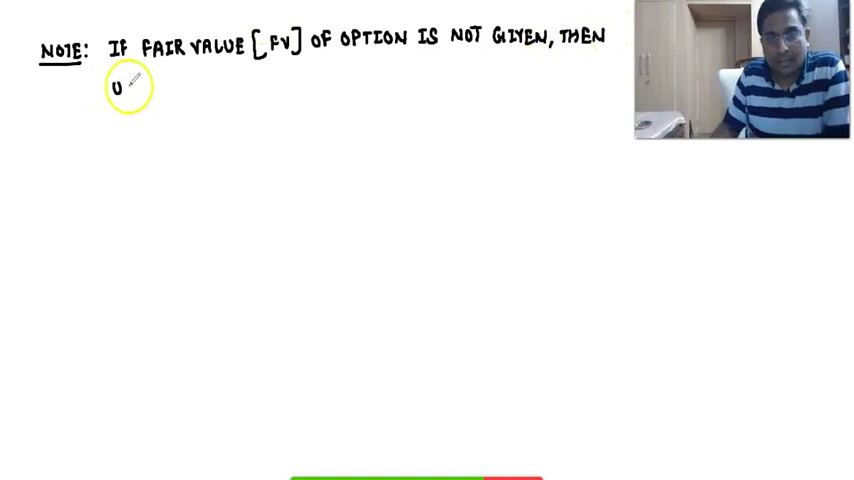 NOTE: IF FAIR VALUE [FV] OF OPTION IS NOT GIVEN, THEN
U